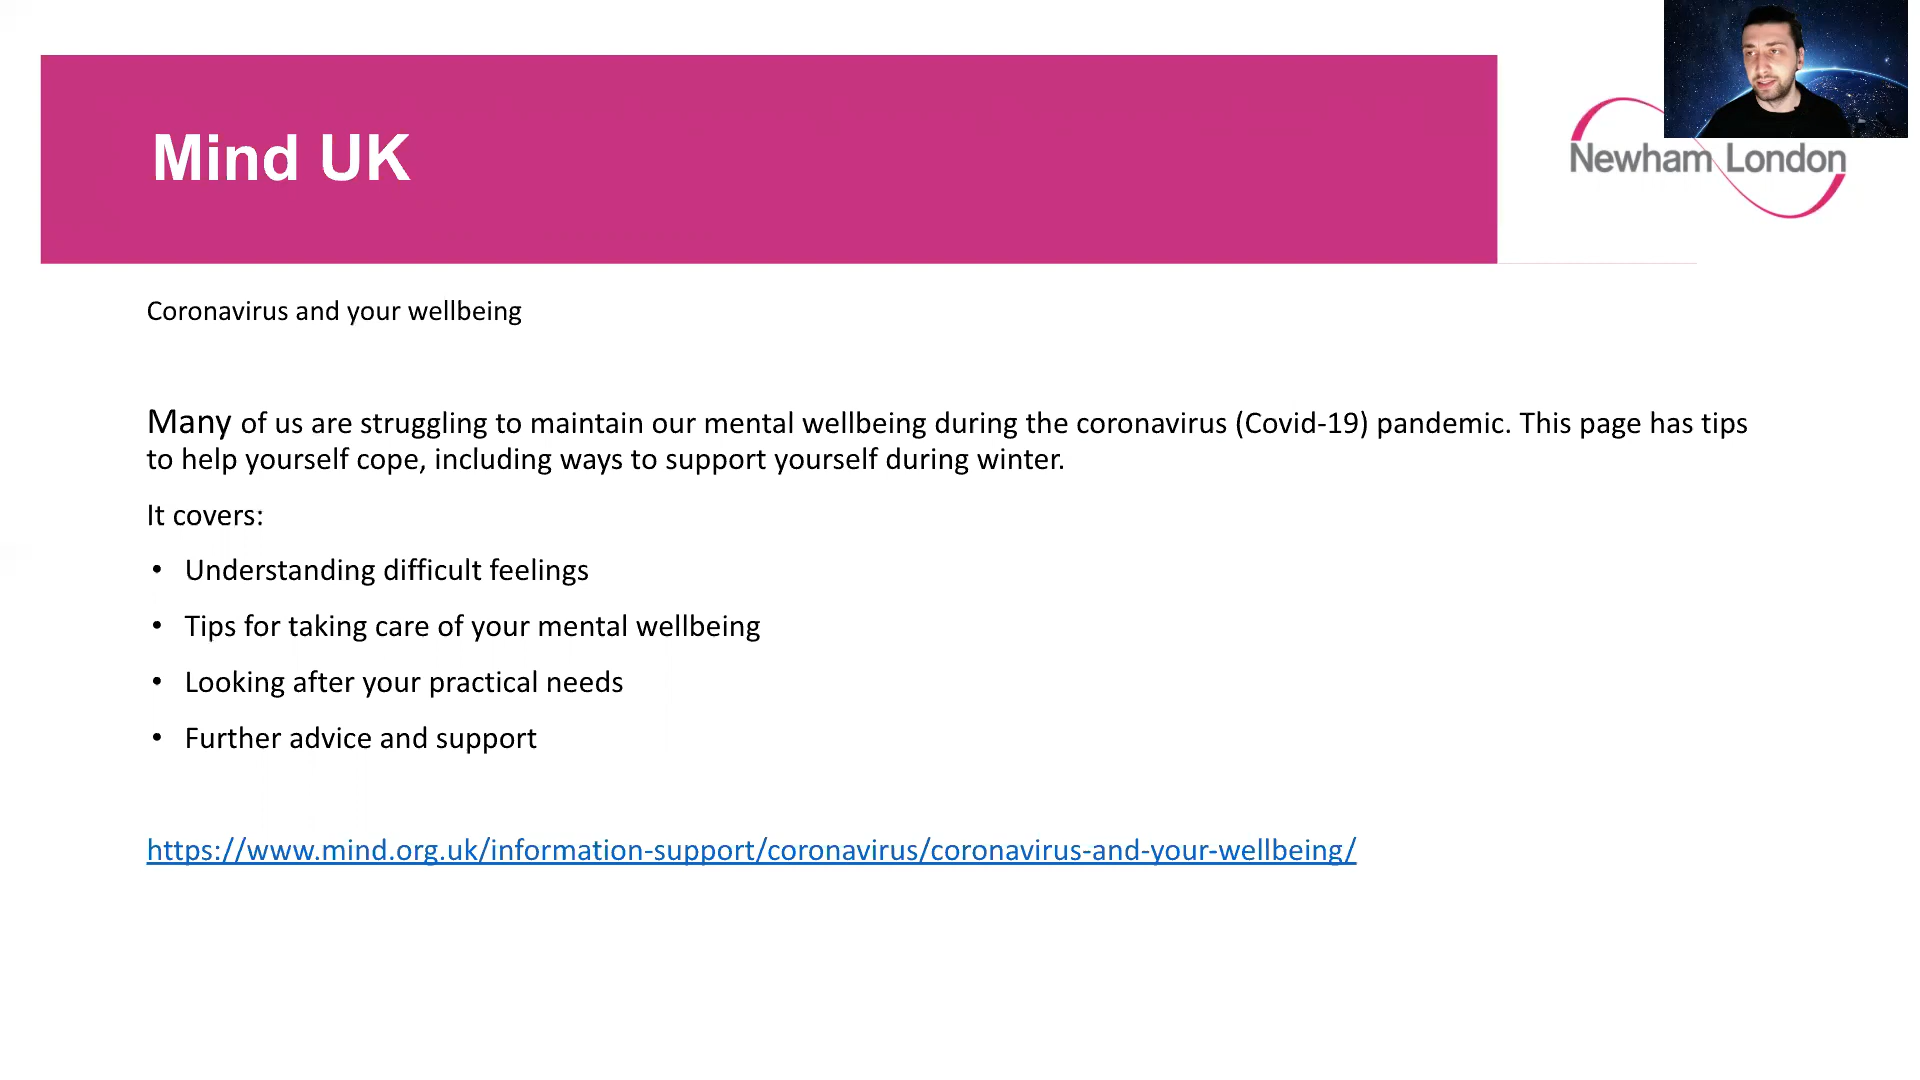 Mind UK
Newham London
Coronavirus and your wellbeing
Many of us are struggling to maintain our mental wellbeing during the coronavirus (Covid-19) pandemic. This page has tips
to help yourself cope, including ways to support yourself during winter.
It covers:
• Understanding difficult feelings
• Tips for taking care of your mental wellbeing
• Looking after your practical needs
• Further advice and support
https://www.mind.org.uk/information-support/coronavirus/coronavirus-and-your-wellbeing/